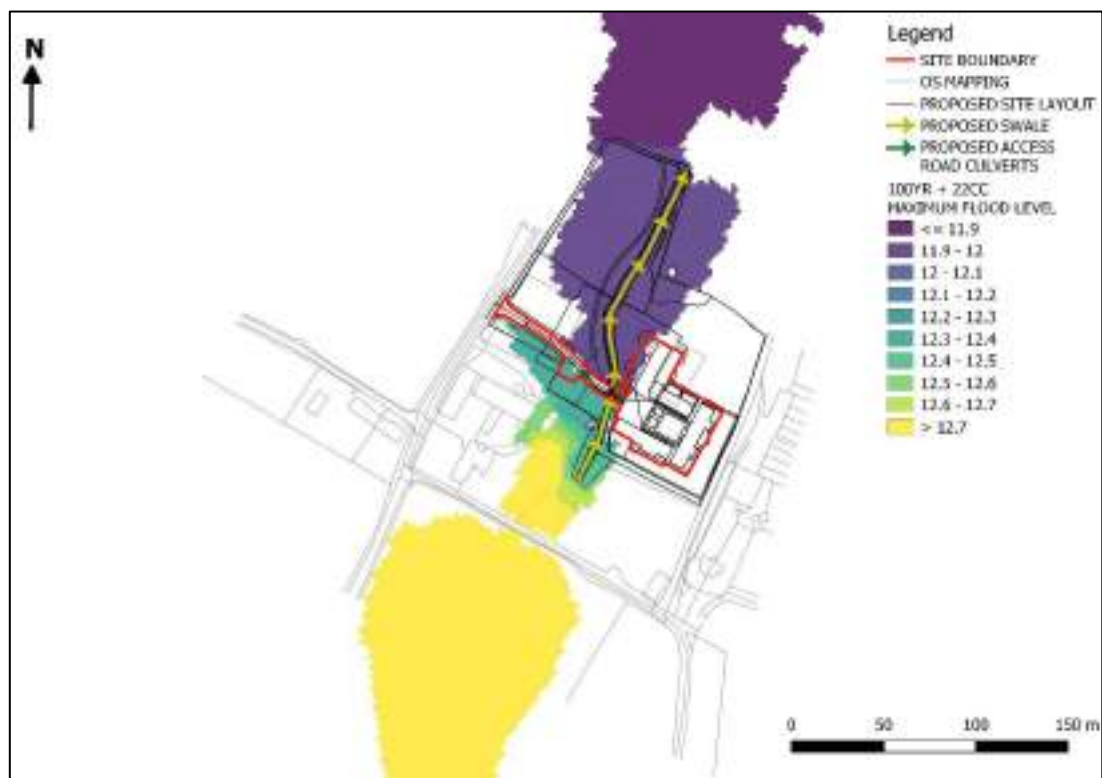 N
Legend
SITE BOUNDARY
OS MAPPING
PROPOSED SITE LAYOUT
PROPOSED SWALE
PROPOSED ACCESS
ROAD CULVERTS
100YR + 22CC
MAXIMUM FLOOD LEVEL
<= 11.9
11.9 - 12
12 - 12.1
12.1 - 12.2
12.2 - 12.3
12.3 - 12.4
12.4 - 12.5
12.5 - 12.6
12.6 - 12.7
> 12.7
0 50 100 150 m